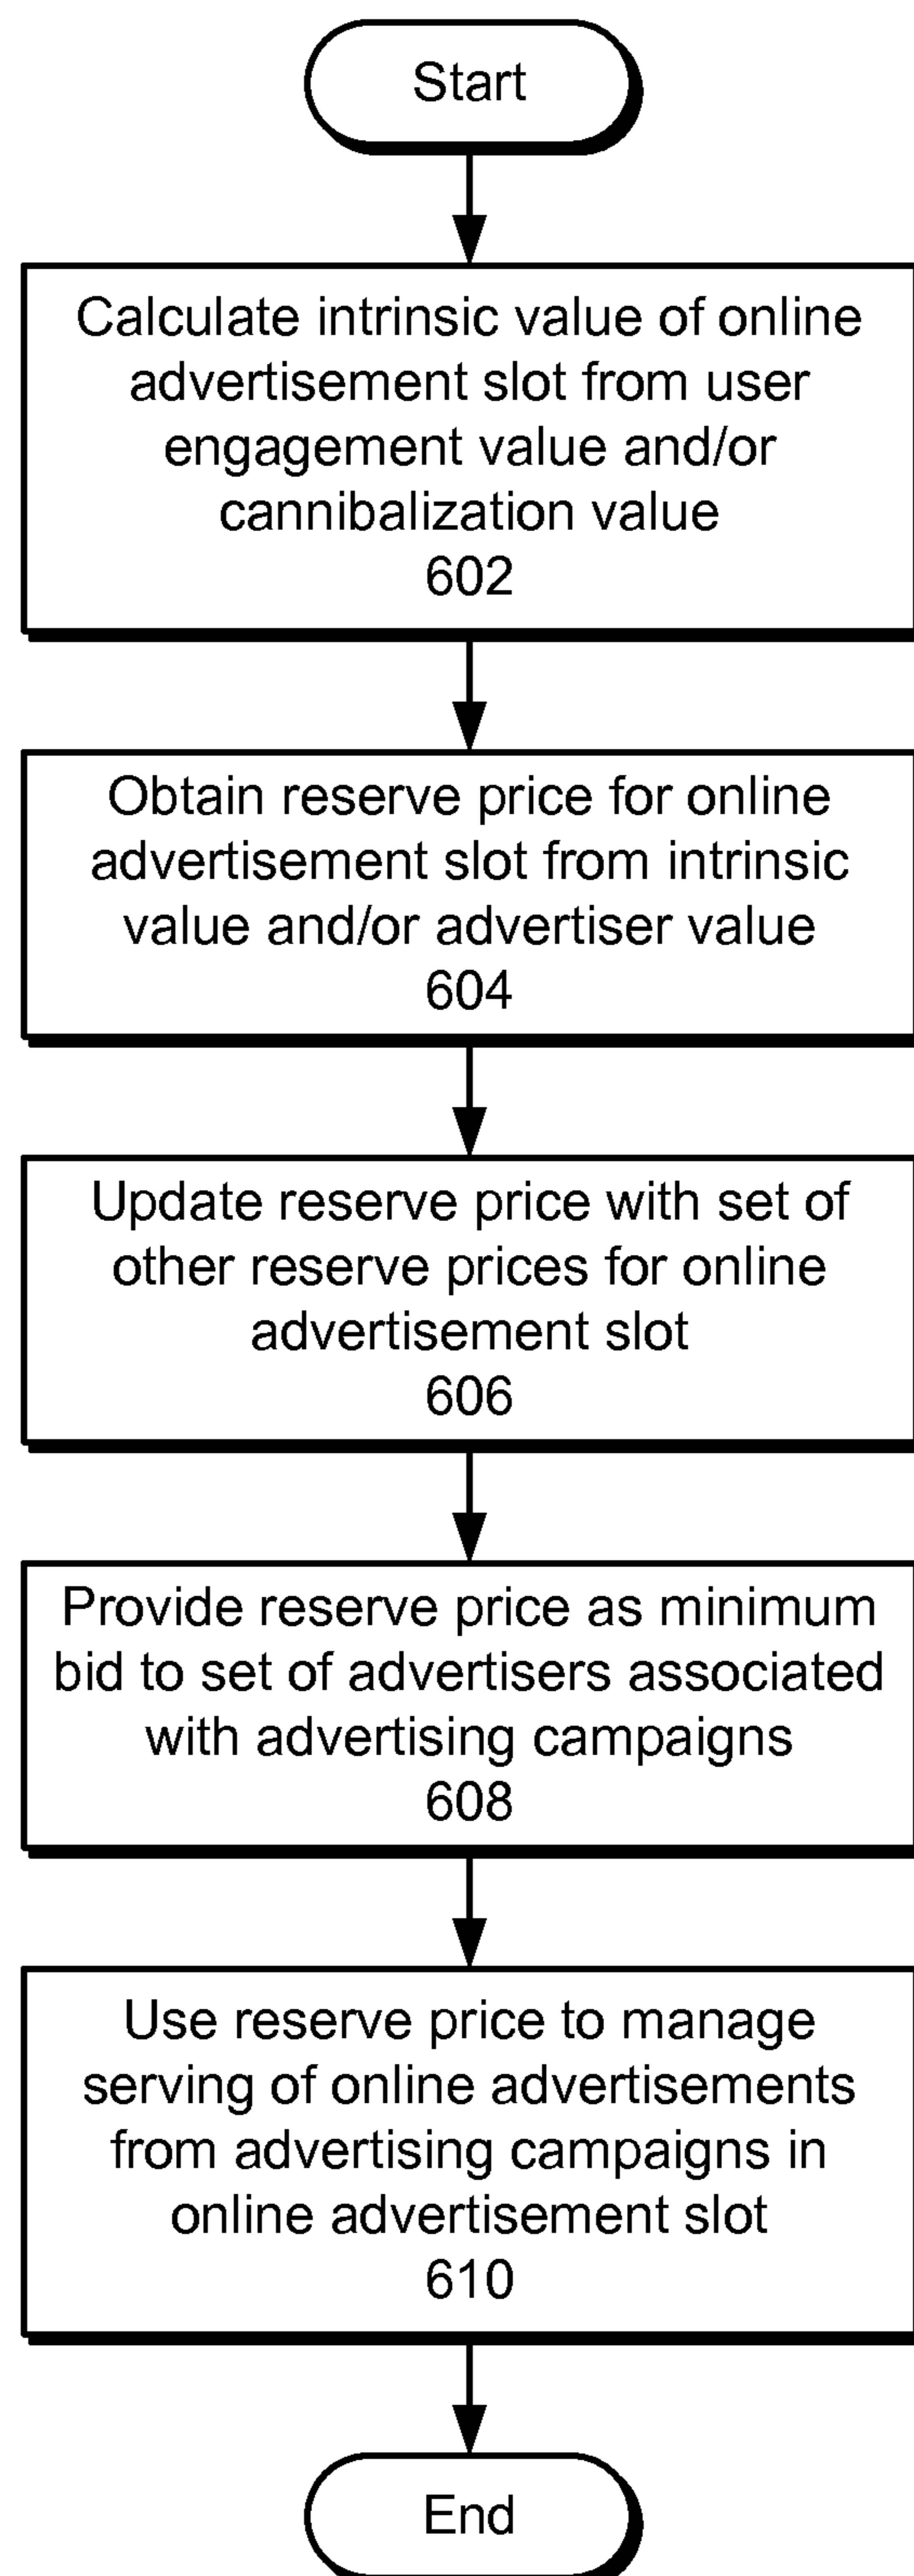 Start
Calculate intrinsic value of online
advertisement slot from user
engagement value and/or
cannibalization value
602
Obtain reserve price for online
advertisement slot from intrinsic
value and/or advertiser value
604
Update reserve price with set of
other reserve prices for online
advertisement slot
606
Provide reserve price as minimum
bid to set of advertisers associated
with advertising campaigns
608
Use reserve price to manage
serving of online advertisements
from advertising campaigns in
online advertisement slot
610
End